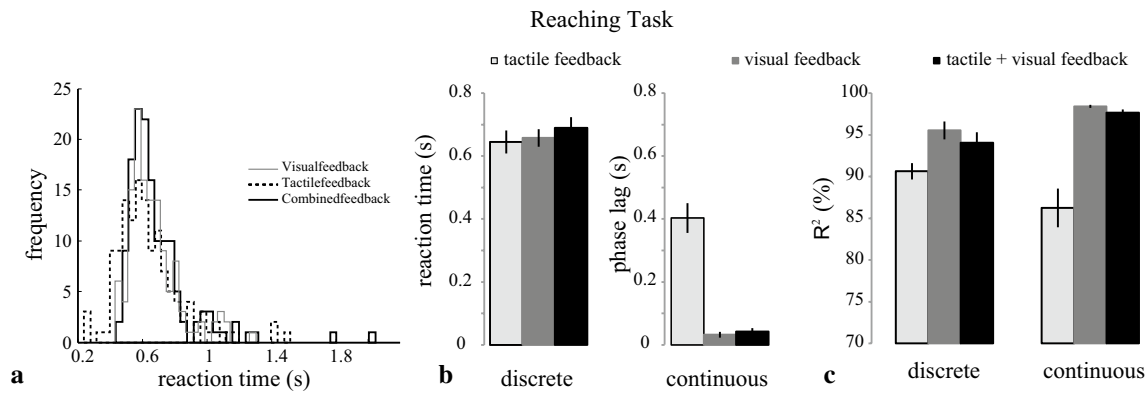 Reaching Task
tactile feedback visual feedback tactile + visual feedback
25
20
15
10
5
0
frequency
Visualfeedback
Tactilefeedback
Combinedfeedback
0.2 0.6 1 1.4 1.8
reaction time (s)
a
0.8
0.6
0.4
0.2
0
reaction time (s)
discrete
b
0.8
0.6
0.4
0.2
0
phase lag (s)
continuous
100
95
90
85
80
75
70
R² (%)
discrete continuous
c